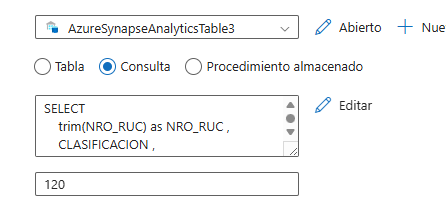 AzureSynapseAnalyticsTable3 Abierto Nue
Tabla Consulta Procedimiento almacenado
SELECT Editar
trim(NRO_RUC) as NRO_RUC ,
CLASIFICACION ,
120